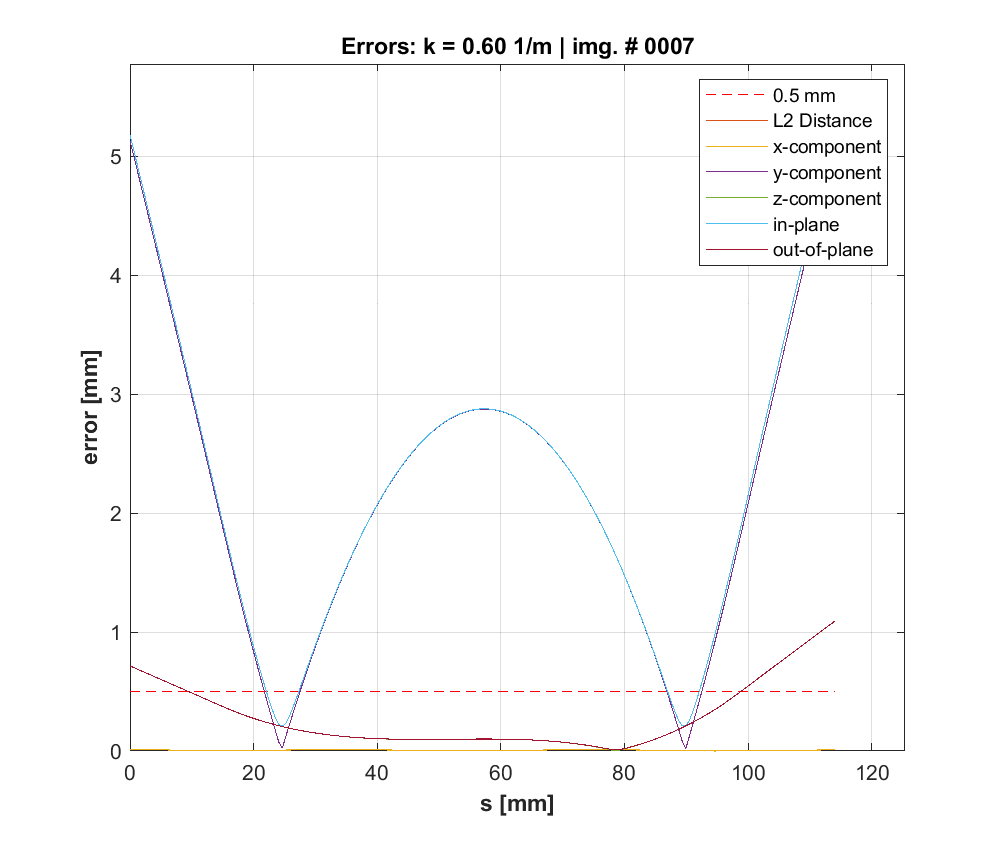 Errors: k = 0.60 1/m | img. # 0007
0.5 mm
L2 Distance
x-component
y-component
z-component
in-plane
out-of-plane
5
4
3
2
1
0
error [mm]
0 20 40 60 80 100 120
s [mm]